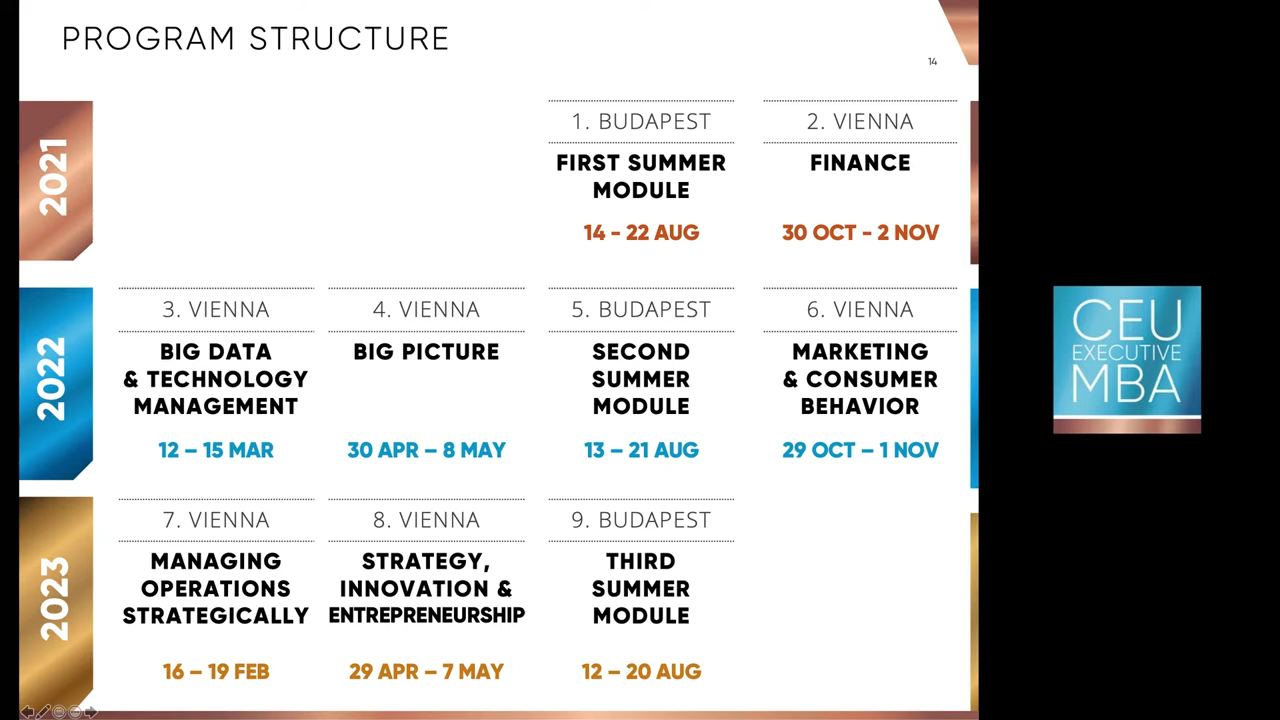 PROGRAM STRUCTURE
14
2021
1. BUDAPEST
FIRST SUMMER
MODULE
14 - 22 AUG
2. VIENNA
FINANCE
30 OCT - 2 NOV
2022
3. VIENNA
BIG DATA
& TECHNOLOGY
MANAGEMENT
12 – 15 MAR
4. VIENNA
BIG PICTURE
30 APR – 8 MAY
5. BUDAPEST
SECOND
SUMMER
MODULE
13 – 21 AUG
6. VIENNA
MARKETING
& CONSUMER
BEHAVIOR
29 OCT – 1 NOV
2023
7. VIENNA
MANAGING
OPERATIONS
STRATEGICALLY
16 – 19 FEB
8. VIENNA
STRATEGY,
INNOVATION &
ENTREPRENEURSHIP
29 APR – 7 MAY
9. BUDAPEST
THIRD
SUMMER
MODULE
12 – 20 AUG
CEU
EXECUTIVE
MBA